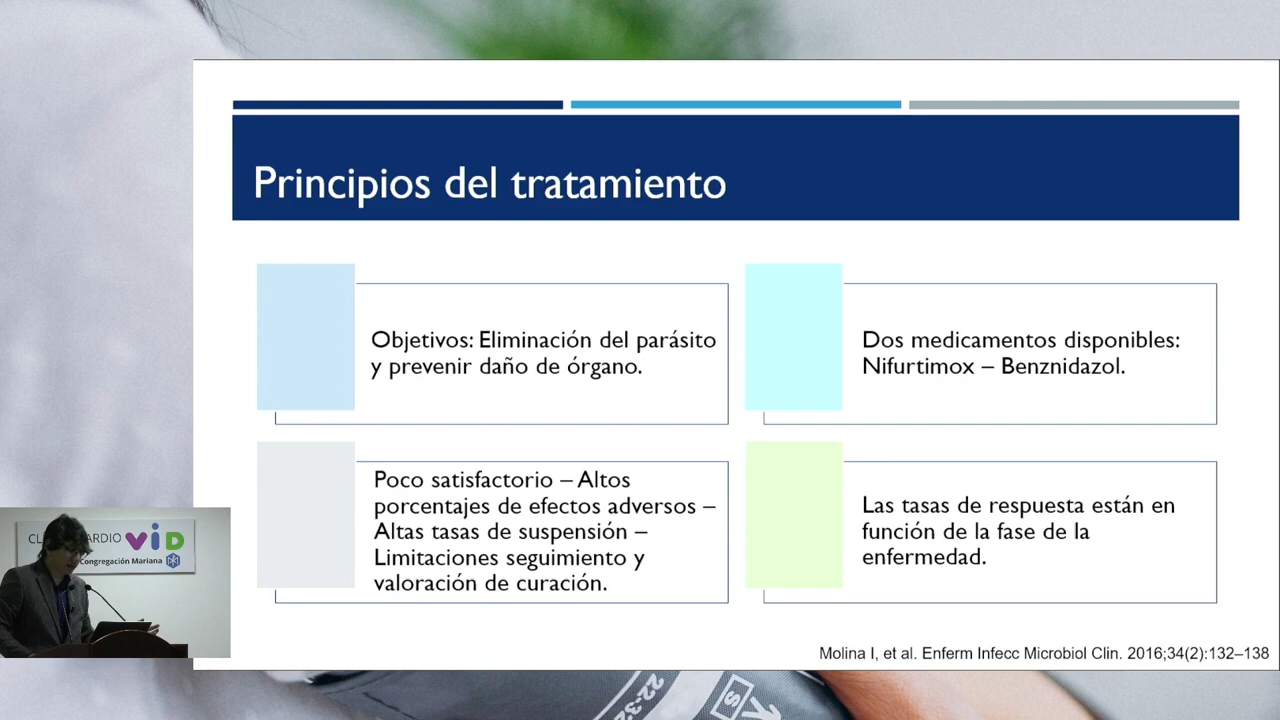 Principios del tratamiento
Objetivos: Eliminación del parásito
y prevenir daño de órgano.
Dos medicamentos disponibles:
Nifurtimox – Benznidazol.
Poco satisfactorio – Altos
porcentajes de efectos adversos –
Altas tasas de suspensión –
Limitaciones seguimiento y
valoración de curación.
Las tasas de respuesta están en
función de la fase de la
enfermedad.
Molina I, et al. Enferm Infecc Microbiol Clin. 2016;34(2):132–138
VID
Congregación Mariana
S